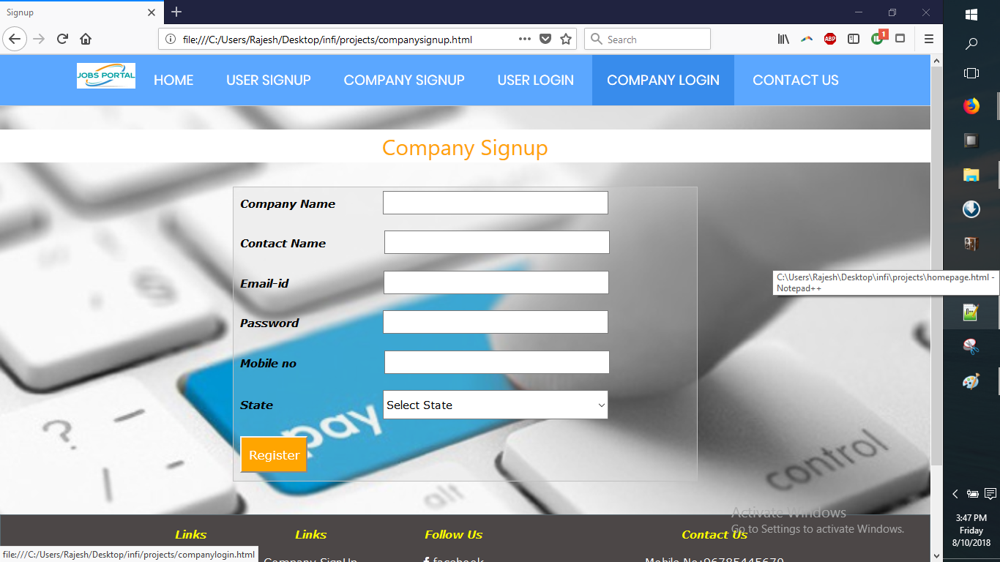 Signup
file:///C:/Users/Rajesh/Desktop/infi/projects/companysignup.html
Search
ABP
1
JOBS PORTAL
HOME
USER SIGNUP
COMPANY SIGNUP
USER LOGIN
COMPANY LOGIN
CONTACT US
Company Signup
Company Name
Contact Name
Email-id
Password
Mobile no
State
Select State
Register
pay
alt
control
?
C:\Users\Rajesh\Desktop\infi\projects\homepage.html -
Notepad++
Activate Windows
Go to Settings to activate Windows.
Links
Links
Follow Us
Contact Us
Company SignUp
facebook
Mobile No:+96785445670
file:///C:/Users/Rajesh/Desktop/infi/projects/companylogin.html
3:47 PM
Friday
8/10/2018